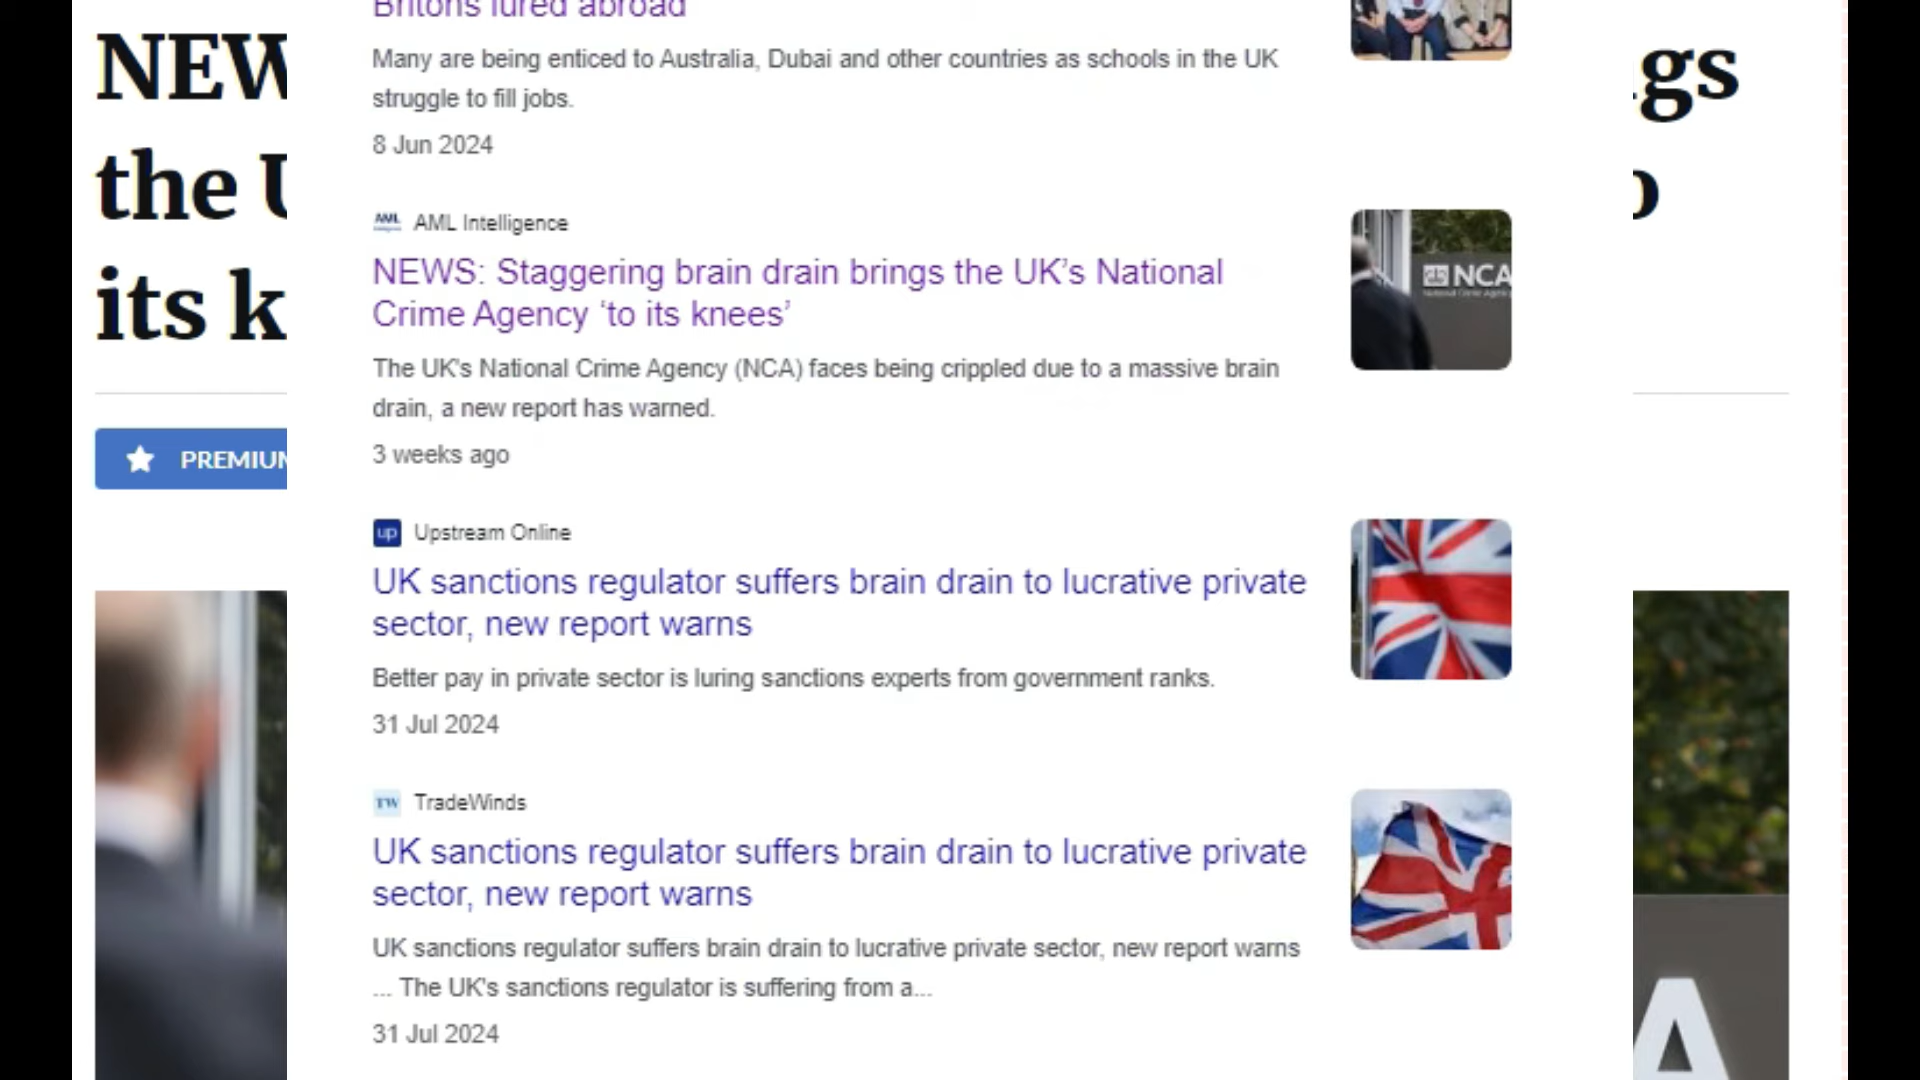 Britons lured abroad
Many are being enticed to Australia, Dubai and other countries as schools in the UK
struggle to fill jobs.
8 Jun 2024
NEW
gs
the U
o
its k
PREMIUM
AML Intelligence
NEWS: Staggering brain drain brings the UK’s National
Crime Agency ‘to its knees’
The UK's National Crime Agency (NCA) faces being crippled due to a massive brain
drain, a new report has warned.
3 weeks ago
NCA
up Upstream Online
UK sanctions regulator suffers brain drain to lucrative private
sector, new report warns
Better pay in private sector is luring sanctions experts from government ranks.
31 Jul 2024
TW TradeWinds
UK sanctions regulator suffers brain drain to lucrative private
sector, new report warns
UK sanctions regulator suffers brain drain to lucrative private sector, new report warns
... The UK's sanctions regulator is suffering from a...
31 Jul 2024
A